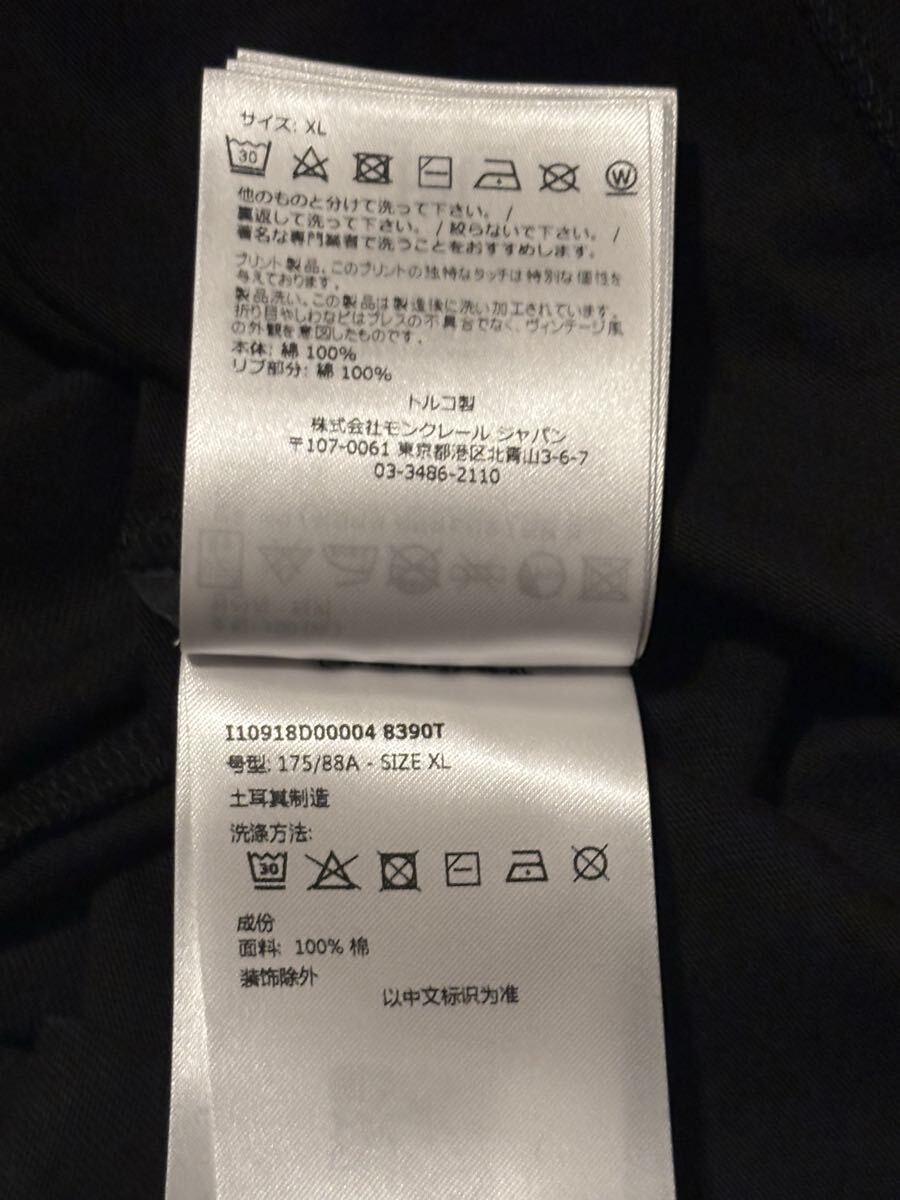 サイズ: XL
30
W
他のものと分けて洗って下さい。/
裏返して洗って下さい。/ 絞らないで下さい。/
著名な専門業者で洗うことをおすすめします。
プリント製品、このプリントの独特なタッチは特別な個性を
与えております。
製品洗い、この製品は製造後に洗い加工されています。
折り目やしわなどはプレスの不具合でなく、ヴィンテージ風
の外観を意図したものです。
本体: 綿 100%
リブ部分: 綿 100%
トルコ製
株式会社モンクレール ジャパン
〒107-0061 東京都港区北青山3-6-7
03-3486-2110
I10918D00004 8390T
号型: 175/88A - SIZE XL
土耳其制造
洗涤方法:
30
成份
面料: 100% 棉
装饰除外
以中文标识为准